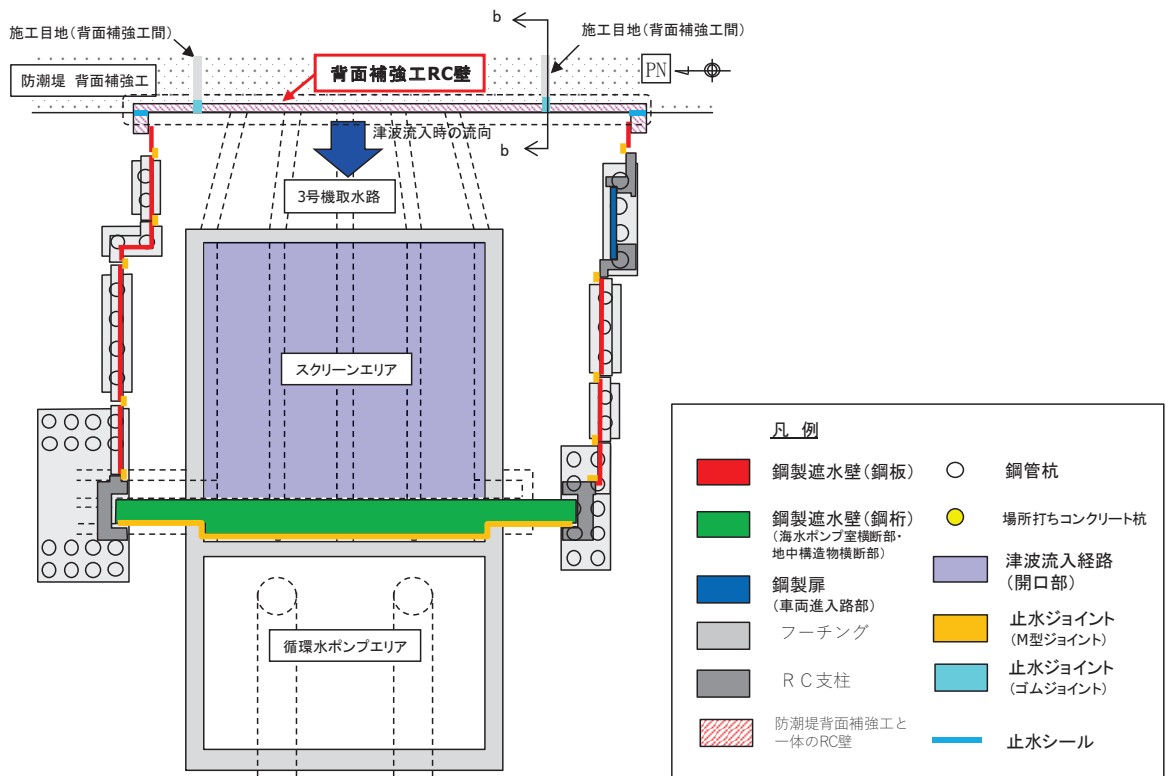 b
施工目地(背面補強工間)
施工目地(背面補強工間)
PN
防潮堤 背面補強工
背面補強工RC壁
津波流入時の流向
b
3号機取水路
スクリーンエリア
循環水ポンプエリア
凡 例
鋼製遮水壁(鋼板)
鋼製遮水壁(鋼桁)
(海水ポンプ室横断部・
地中構造物横断部)
鋼製扉
(車両進入路部)
フーチング
RC支柱
防潮堤背面補強工と
一体のRC壁
鋼管杭
場所打ちコンクリート杭
津波流入経路
(開口部)
止水ジョイント
(M型ジョイント)
止水ジョイント
(ゴムジョイント)
止水シール